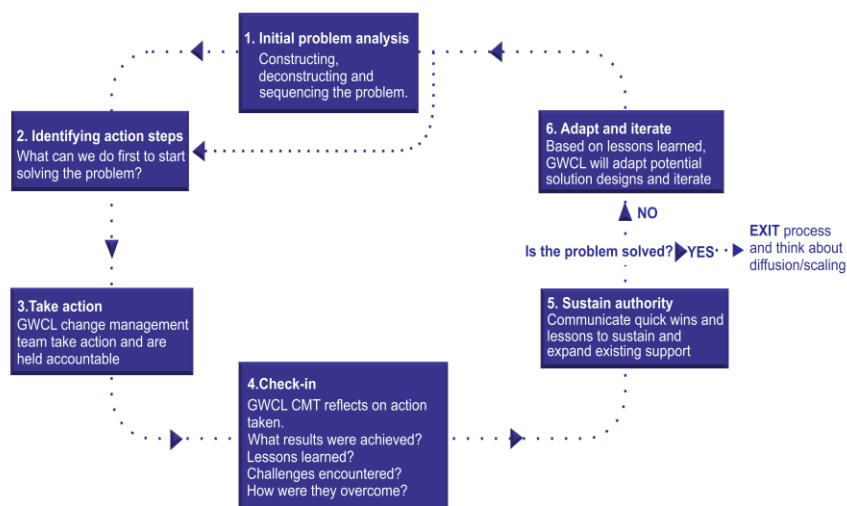 1. Initial problem analysis
Constructing,
deconstructing and
sequencing the problem.
2. Identifying action steps
What can we do first to start
solving the problem?
3.Take action
GWCL change management
team take action and are
held accountable
4.Check-in
GWCL CMT reflects on action
taken.
What results were achieved?
Lessons learned?
Challenges encountered?
How were they overcome?
5. Sustain authority
Communicate quick wins and
lessons to sustain and
expand existing support
Is the problem solved? YES
EXIT process
and think about
diffusion/scaling
NO
6. Adapt and iterate
Based on lessons learned,
GWCL will adapt potential
solution designs and iterate